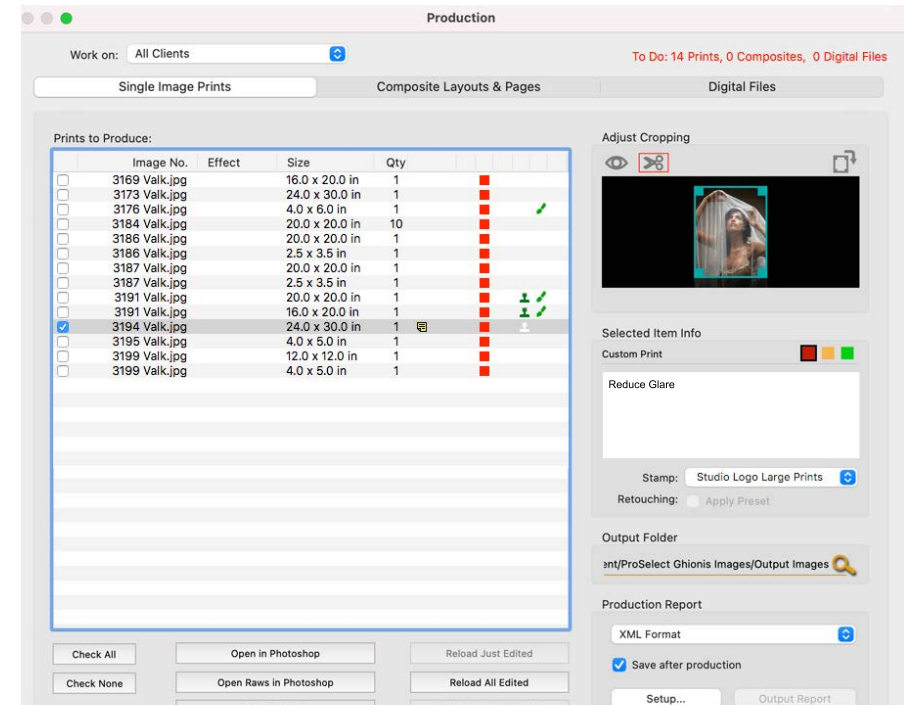 Production
Work on: All Clients
To Do: 14 Prints, 0 Composites, 0 Digital Files
Single Image Prints Composite Layouts & Pages Digital Files
Prints to Produce:
Image No. Effect Size Qty
3169 Valk.jpg 16.0 x 20.0 in 1
3173 Valk.jpg 24.0 x 30.0 in 1
3176 Valk.jpg 4.0 x 6.0 in 1
3184 Valk.jpg 20.0 x 20.0 in 10
3186 Valk.jpg 20.0 x 20.0 in 1
3186 Valk.jpg 2.5 x 3.5 in 1
3187 Valk.jpg 20.0 x 20.0 in 1
3187 Valk.jpg 2.5 x 3.5 in 1
3191 Valk.jpg 20.0 x 20.0 in 1
3191 Valk.jpg 16.0 x 20.0 in 1
3194 Valk.jpg 24.0 x 30.0 in 1
3195 Valk.jpg 4.0 x 5.0 in 1
3199 Valk.jpg 12.0 x 12.0 in 1
3199 Valk.jpg 4.0 x 5.0 in 1
Check All Open in Photoshop Reload Just Edited
Check None Open Raws in Photoshop Reload All Edited
Adjust Cropping
Selected Item Info
Custom Print
Reduce Glare
Stamp: Studio Logo Large Prints
Retouching: Apply Preset
Output Folder
ent/ProSelect Ghionis Images/Output Images
Production Report
XML Format
Save after production
Setup... Output Report